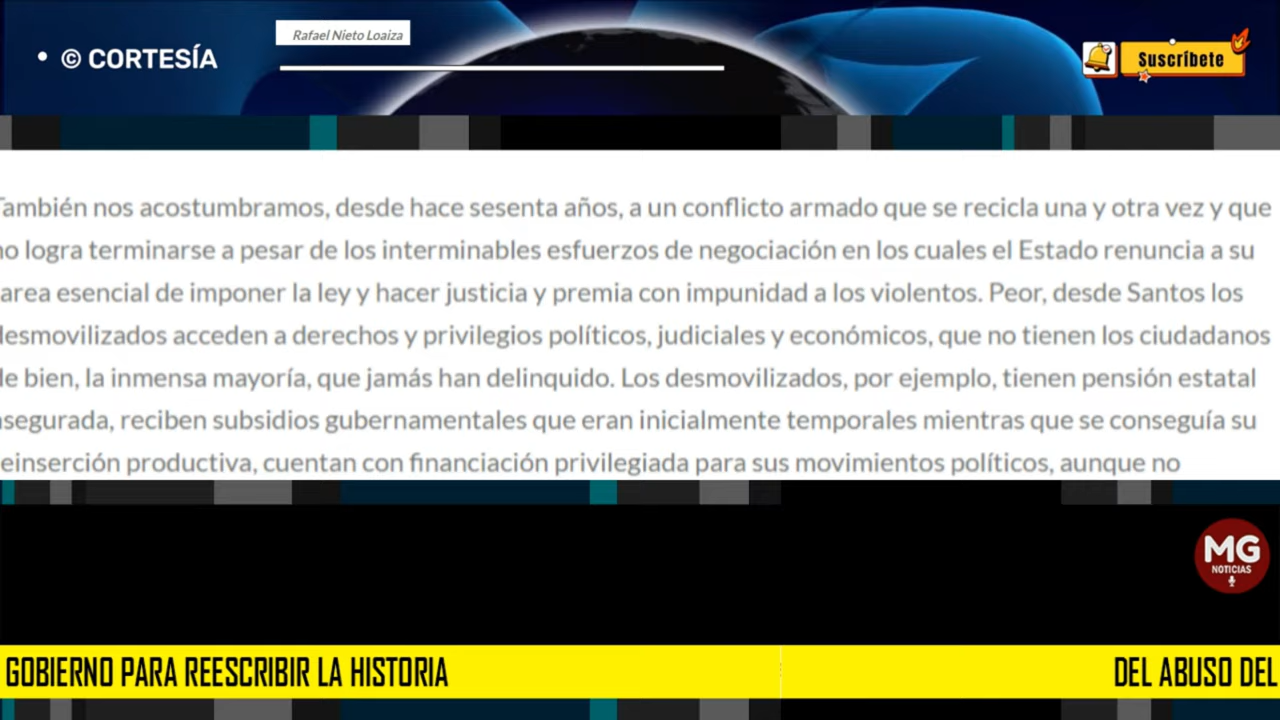 Rafael Nieto Loaiza
• © CORTESÍA
Suscríbete
También nos acostumbramos, desde hace sesenta años, a un conflicto armado que se recicla una y otra vez y que
no logra terminarse a pesar de los interminables esfuerzos de negociación en los cuales el Estado renuncia a su
tarea esencial de imponer la ley y hacer justicia y premia con impunidad a los violentos. Peor, desde Santos los
desmovilizados acceden a derechos y privilegios políticos, judiciales y económicos, que no tienen los ciudadanos
de bien, la inmensa mayoría, que jamás han delinquido. Los desmovilizados, por ejemplo, tienen pensión estatal
asegurada, reciben subsidios gubernamentales que eran inicialmente temporales mientras que se conseguía su
reinserción productiva, cuentan con financiación privilegiada para sus movimientos políticos, aunque no
MG
NOTICIAS
GOBIERNO PARA REESCRIBIR LA HISTORIA
DEL ABUSO DEL